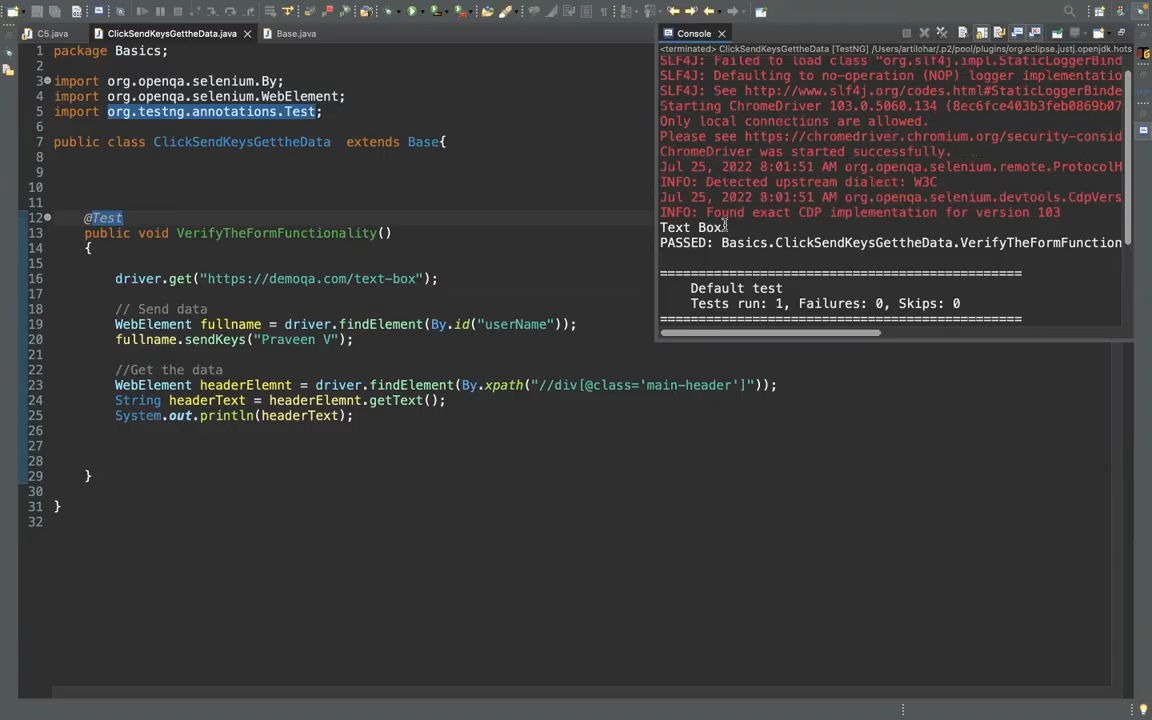 C5.java
ClickSendKeysGettheData.java
Base.java
1 package Basics;
2
3 import org.openqa.selenium.By;
4 import org.openqa.selenium.WebElement;
5 import org.testng.annotations.Test;
6
7 public class ClickSendKeysGettheData extends Base{
8
9
10
11
12 @Test
13 public void VerifyTheFormFunctionality()
14 {
15
16 driver.get("https://demoqa.com/text-box");
17
18 // Send data
19 WebElement fullname = driver.findElement(By.id("userName"));
20 fullname.sendKeys("Praveen V");
21
22 //Get the data
23 WebElement headerElemnt = driver.findElement(By.xpath("//div[@class='main-header']"));
24 String headerText = headerElemnt.getText();
25 System.out.println(headerText);
26
27
28
29 }
30
31 }
32
Console
<terminated> ClickSendKeysGettheData [TestNG] /Users/artilohar/.p2/pool/plugins/org.eclipse.justj.openjdk.hots
SLF4J: Failed to load class "org.slf4j.impl.StaticLoggerBind
SLF4J: Defaulting to no-operation (NOP) logger implementatio
SLF4J: See http://www.slf4j.org/codes.html#StaticLoggerBinde
Starting ChromeDriver 103.0.5060.134 (8ec6fce403b3feb0869b07
Only local connections are allowed.
Please see https://chromedriver.chromium.org/security-consid
ChromeDriver was started successfully.
Jul 25, 2022 8:01:51 AM org.openqa.selenium.remote.ProtocolH
INFO: Detected upstream dialect: W3C
Jul 25, 2022 8:01:51 AM org.openqa.selenium.devtools.CdpVers
INFO: Found exact CDP implementation for version 103
Text Box
PASSED: Basics.ClickSendKeysGettheData.VerifyTheFormFunction
===============================================
Default test
Tests run: 1, Failures: 0, Skips: 0
===============================================